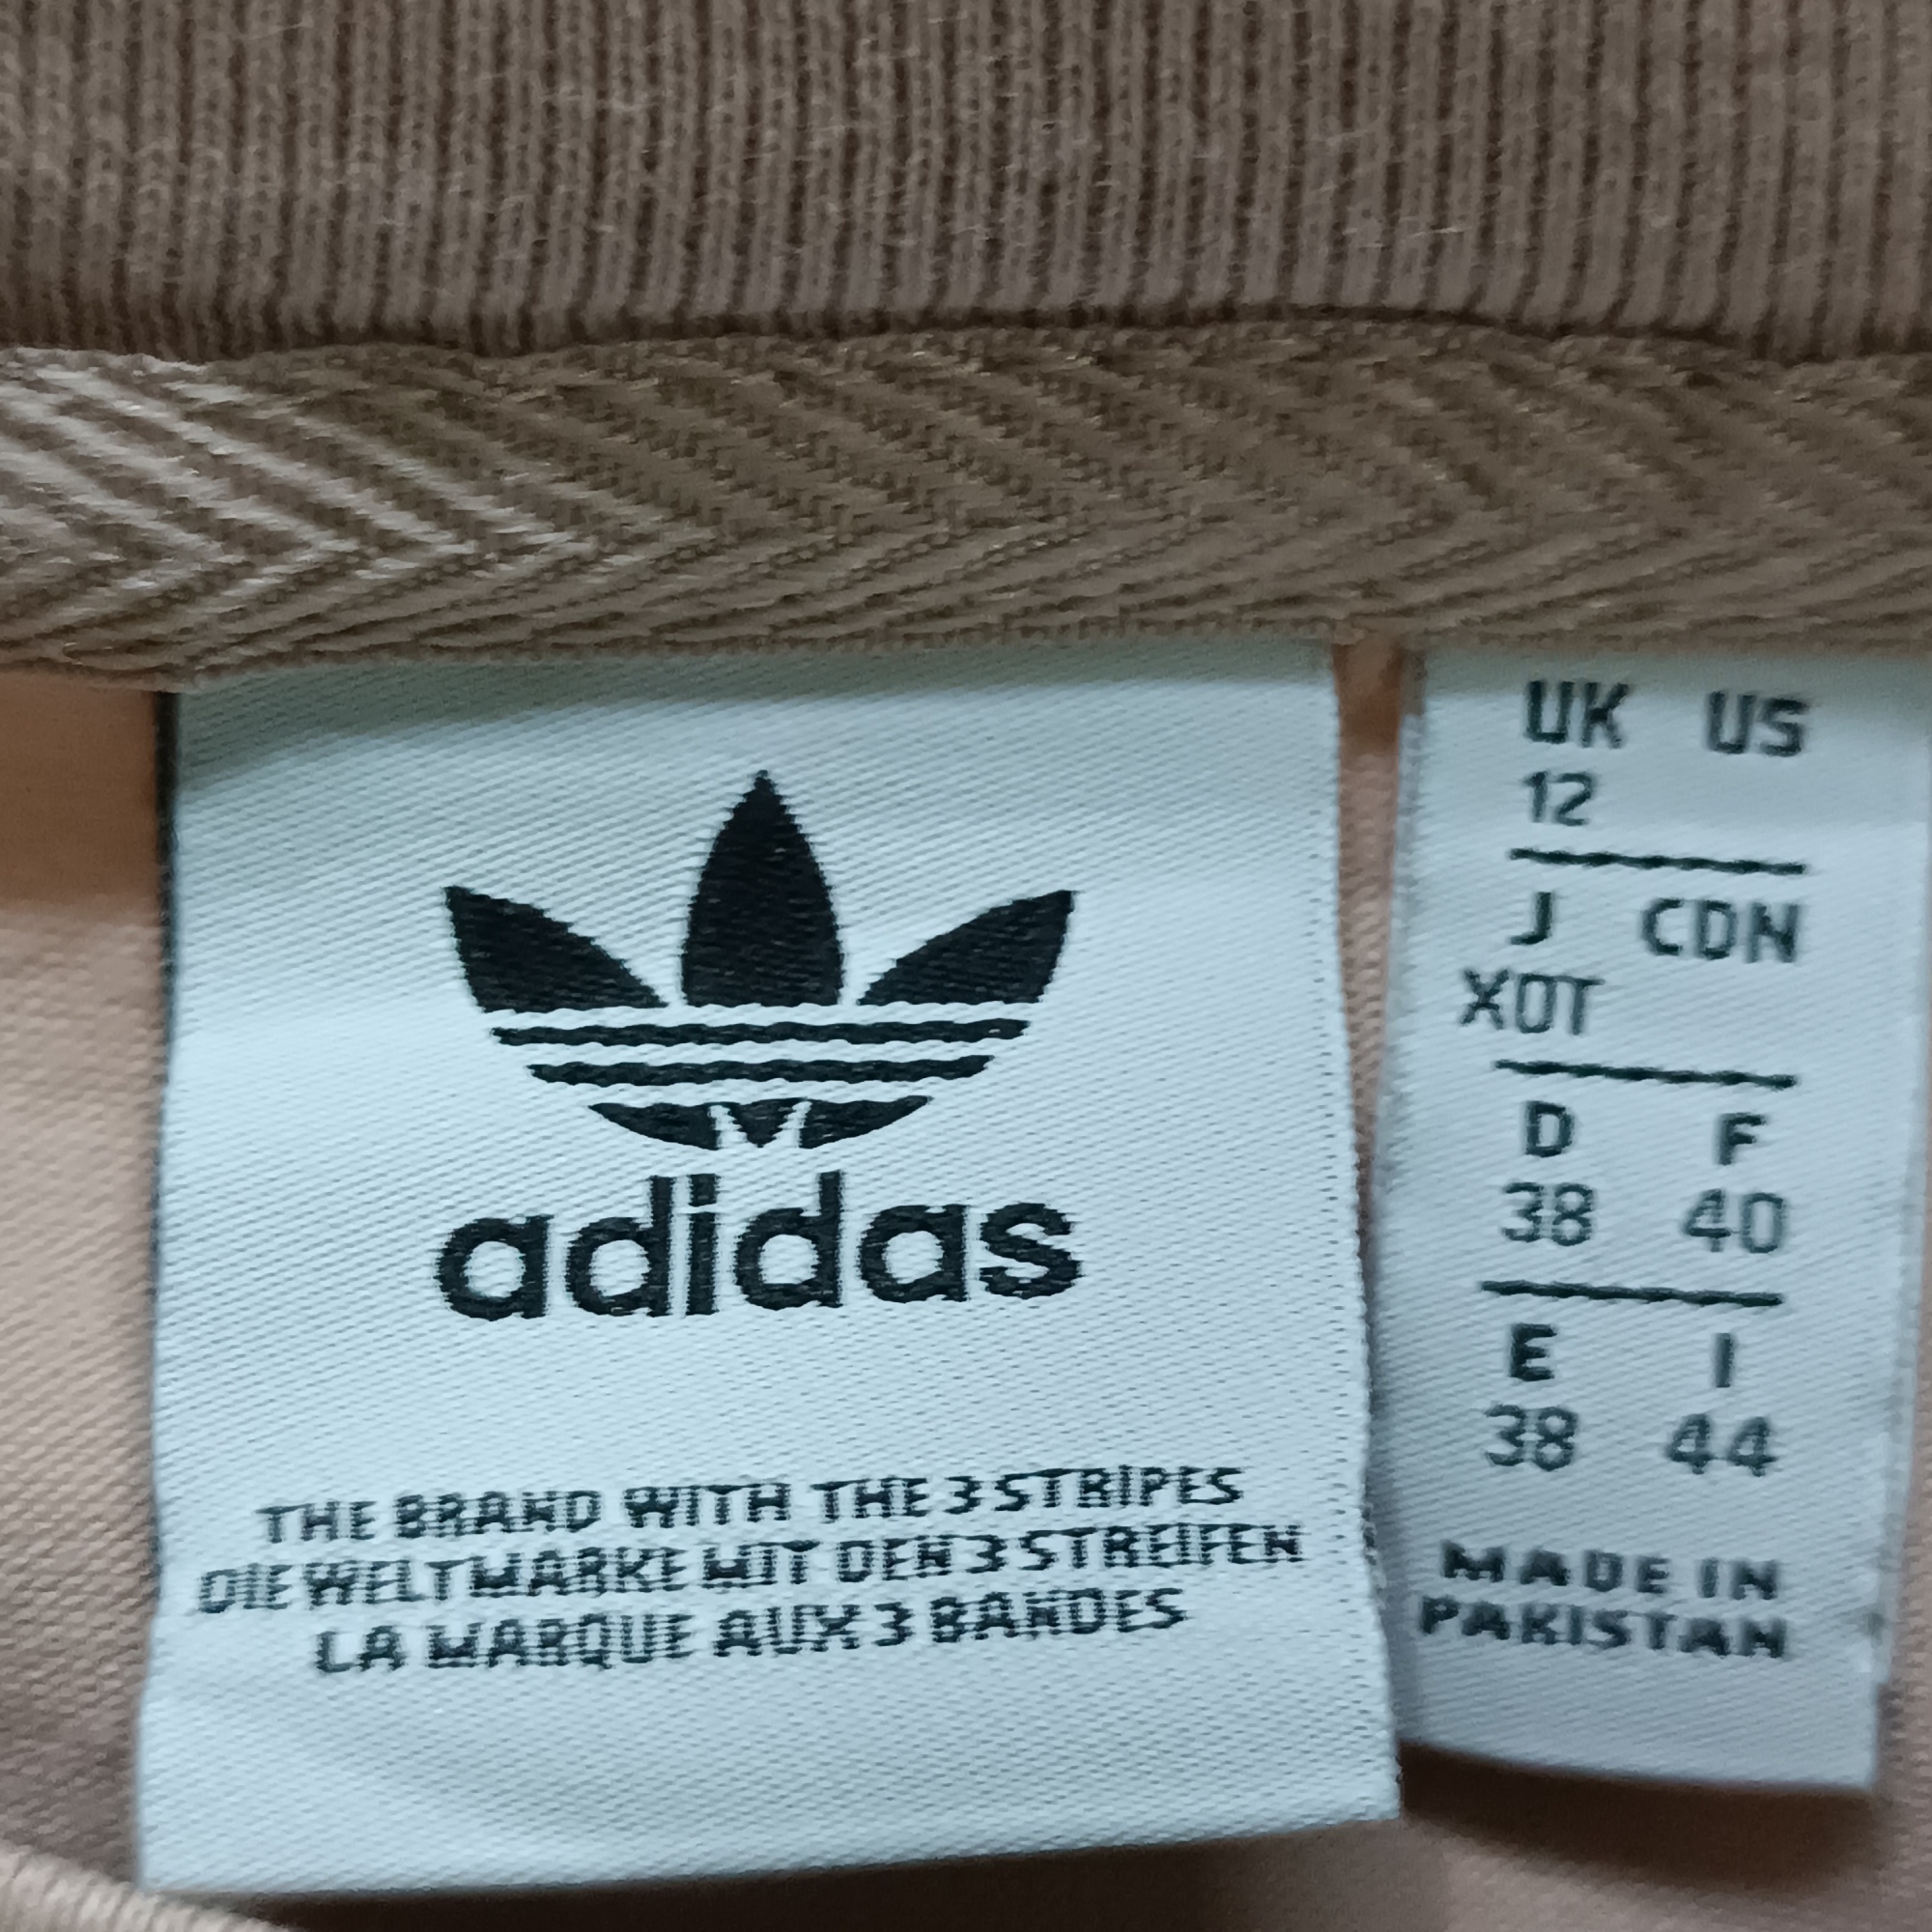 adidas
THE BRAND WITH THE 3 STRIPES
DIE WELTMARKE MIT DEN 3 STREIFEN
LA MARQUE AUX 3 BANDES
UK US
12
J CDN
XOT
D F
38 40
E I
38 44
MADE IN
PAKISTAN